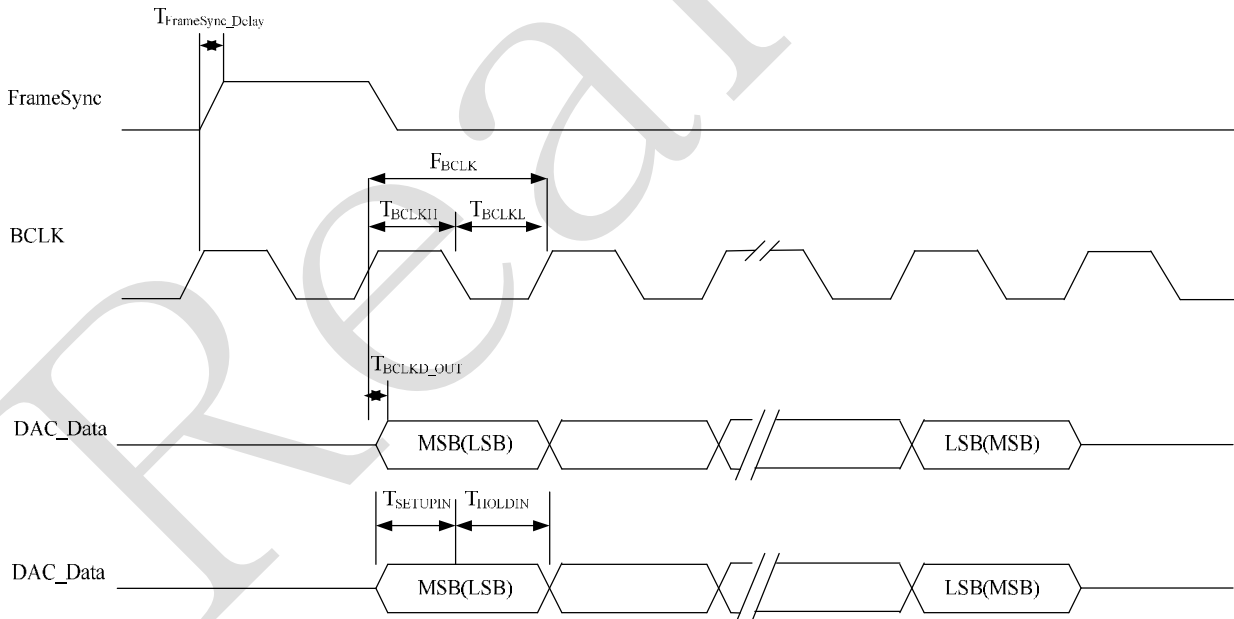 TFrameSync_Delay
FrameSync
FBCLK
TBCLKH TBCLKL
BCLK
TBCLKD_OUT
DAC_Data MSB(LSB) LSB(MSB)
TSETUPIN THOLDIN
DAC_Data MSB(LSB) LSB(MSB)